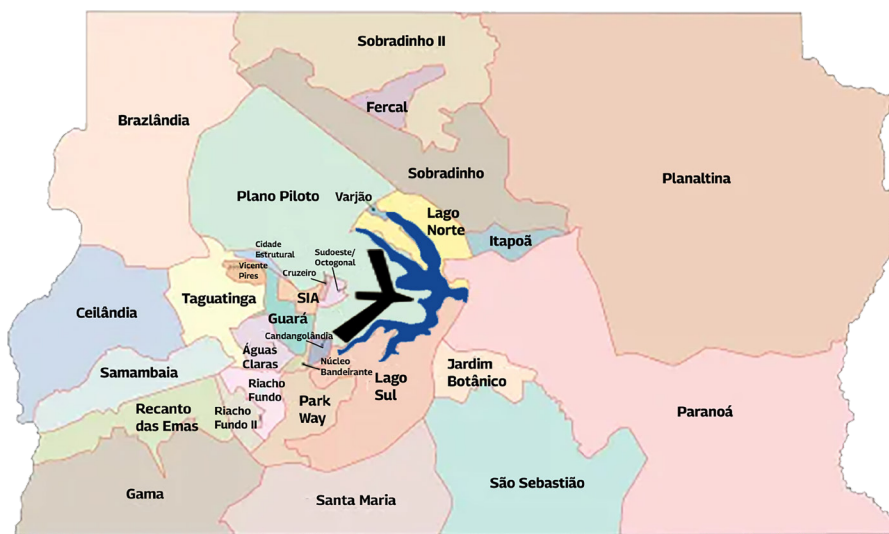 Sobradinho II
Fercal
Brazlândia
Sobradinho
Planaltina
Plano Piloto
Varjão
Lago
Norte
Itapoã
Cidade
Estrutural
Sudoeste/
Octogonal
Vicente
Pires
Cruzeiro
Taguatinga
SIA
Ceilândia
Guará
Candangolândia
Águas
Claras
Núcleo
Bandeirante
Jardim
Botânico
Samambaia
Lago
Sul
Riacho
Fundo
Park
Way
Recanto
das Emas
Riacho
Fundo II
Paranoá
São Sebastião
Gama
Santa Maria